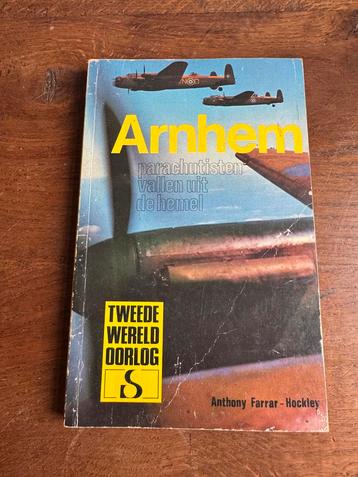 Arnhem
parachutisten
vallen uit
de hemel
TWEEDE
WERELD
OORLOG
S
Anthony Farrar-Hockley